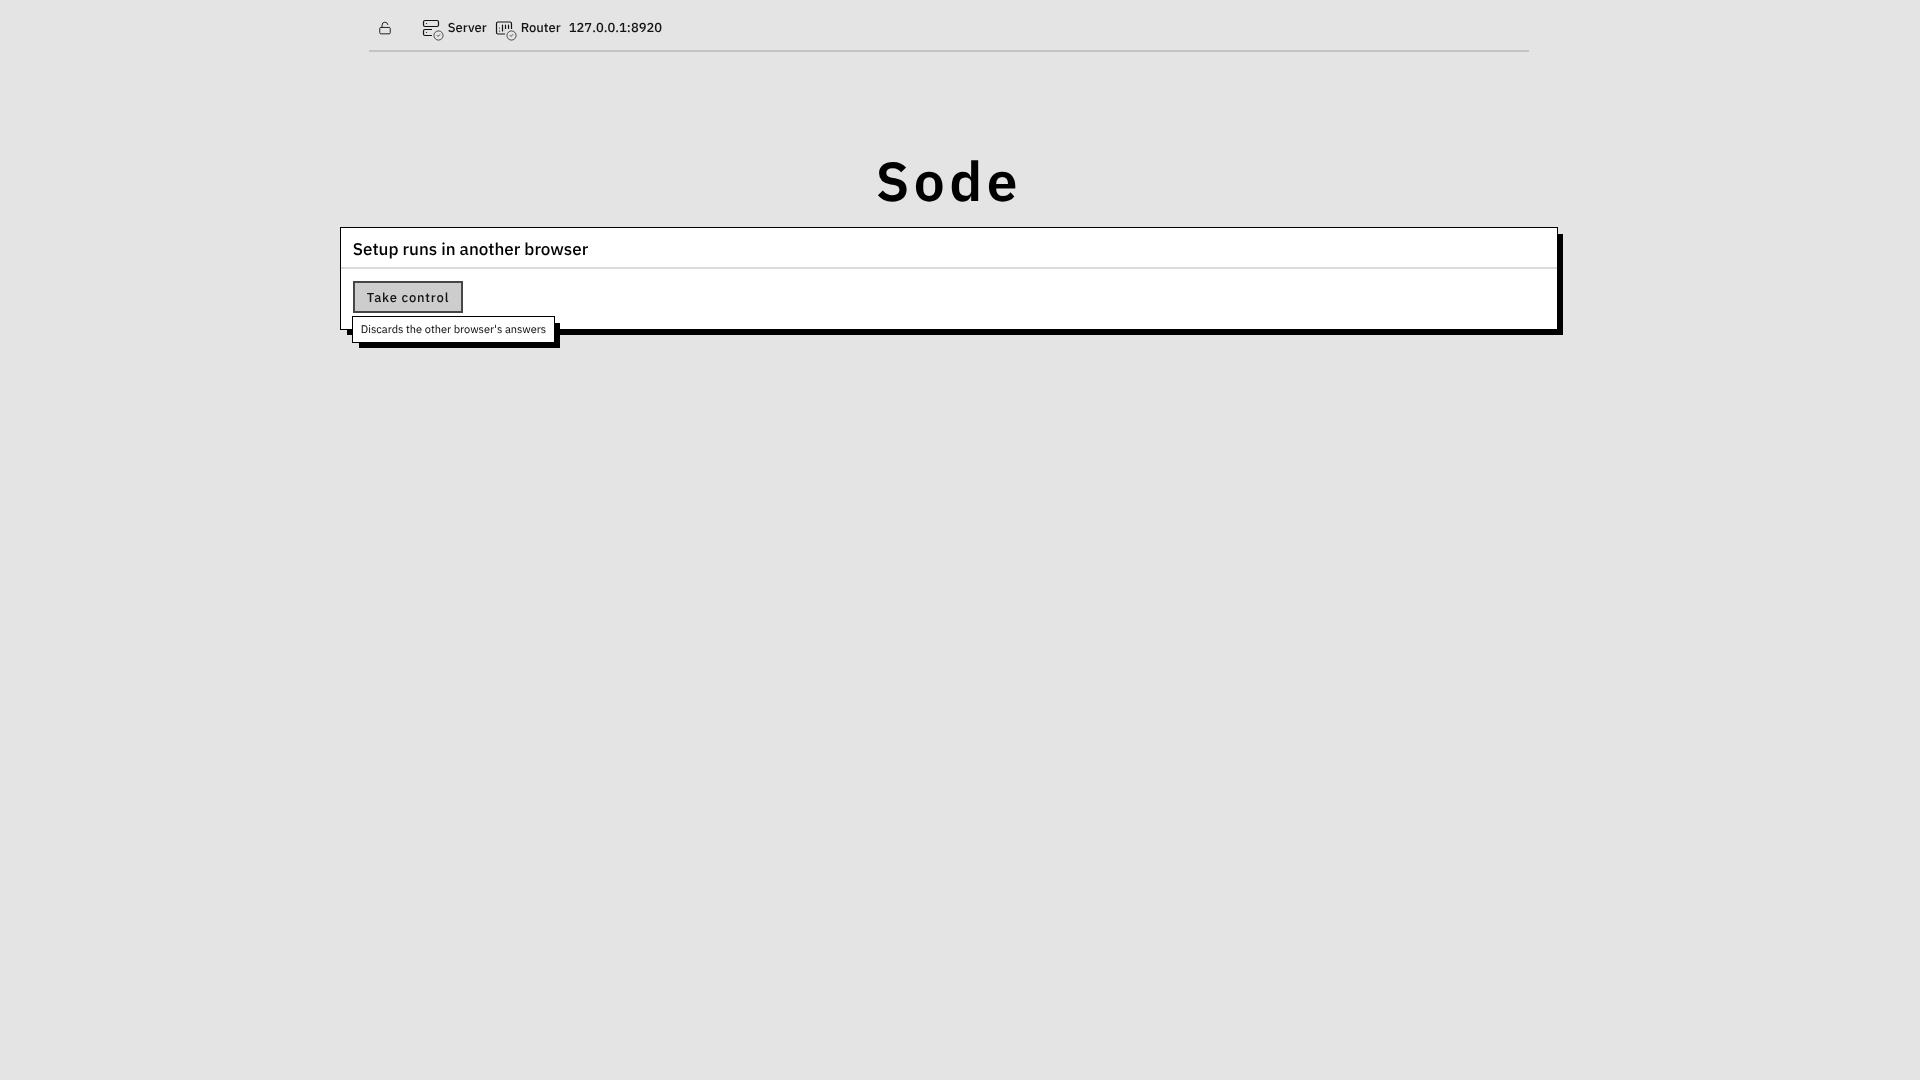 Server Router 127.0.0.1:8920
Sode
Setup runs in another browser
Take control
Discards the other browser's answers